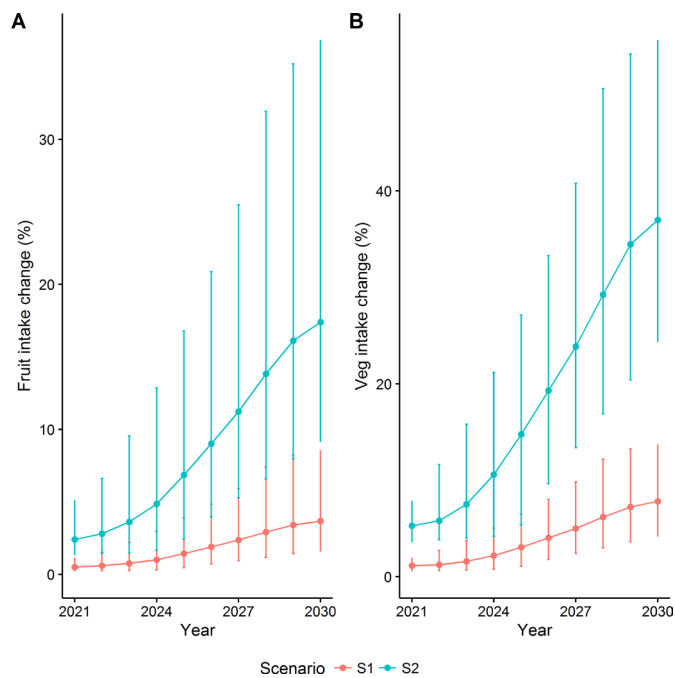 A
B
Fruit intake change (%)
30
20
10
0
2021 2024 2027 2030
Year
Veg intake change (%)
40
20
0
2021 2024 2027 2030
Year
Scenario S1 S2